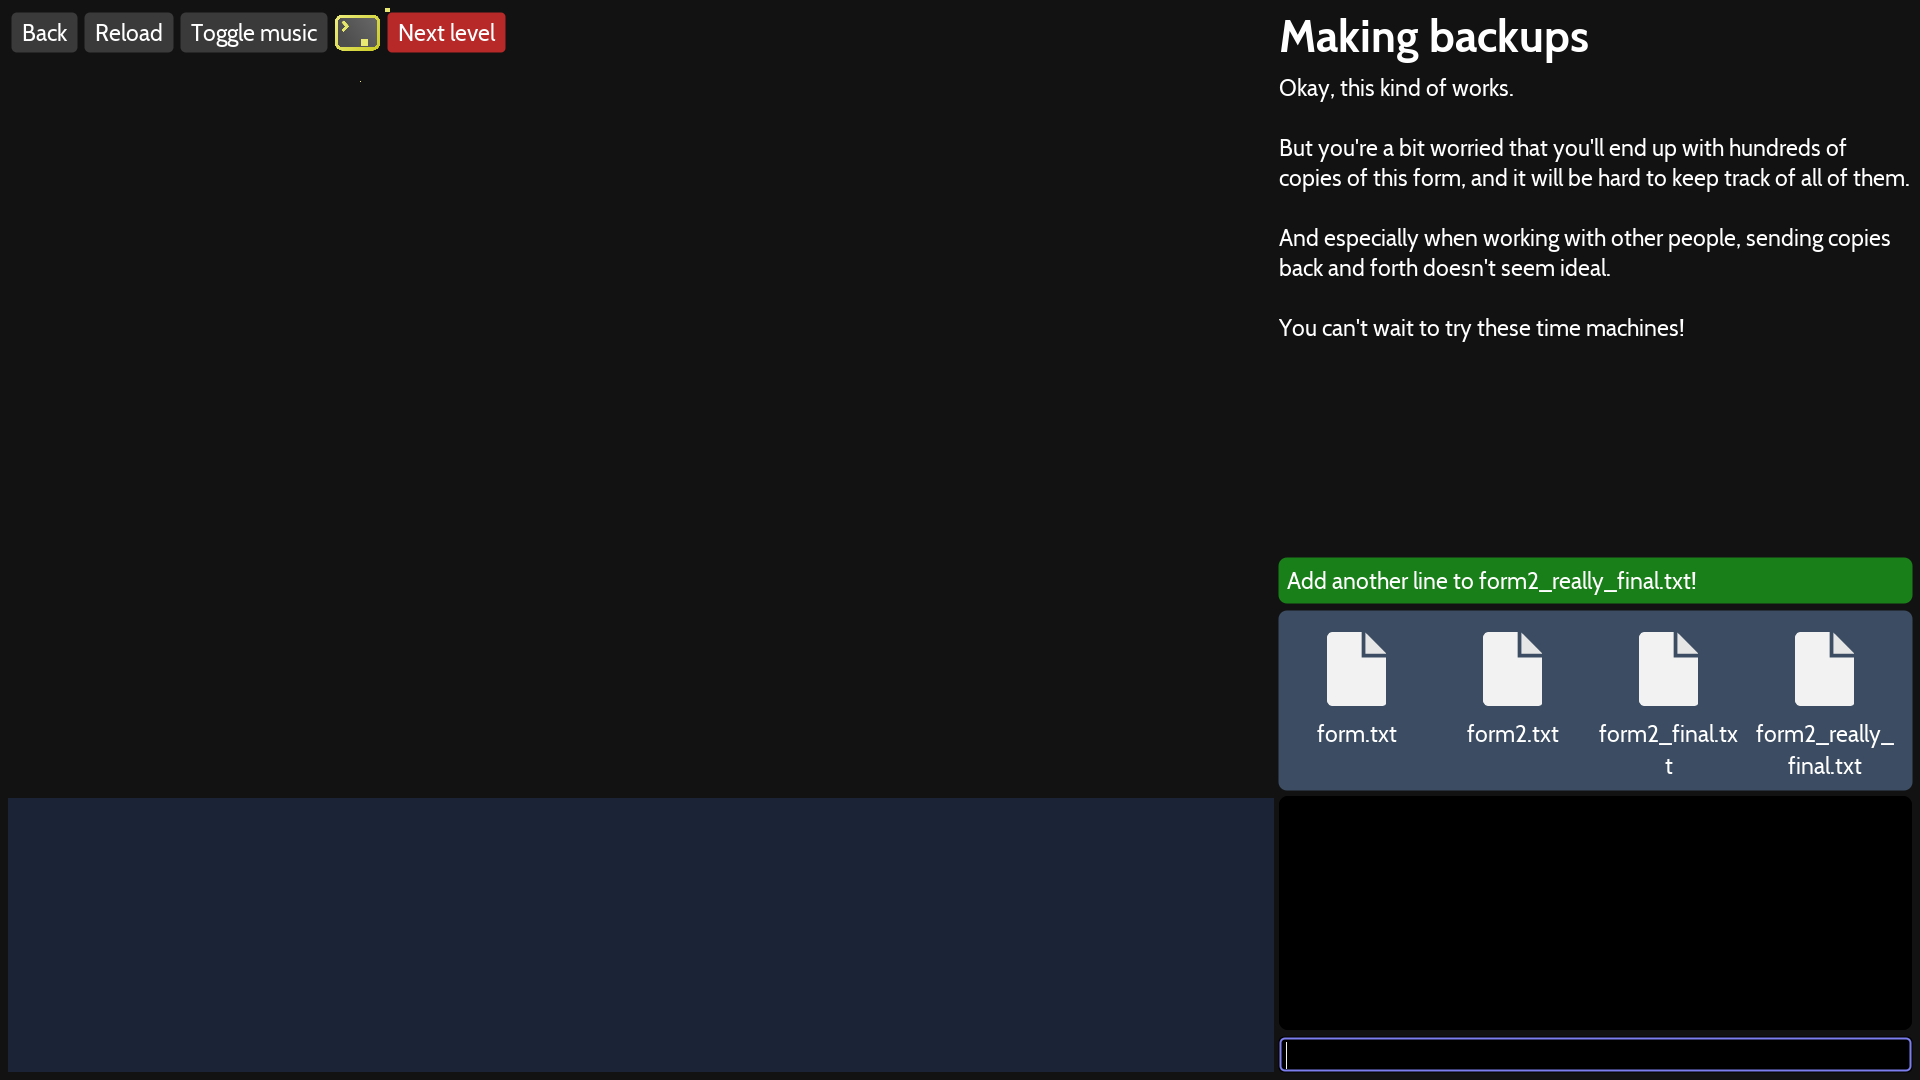 Back Reload Toggle music Next level
Making backups
Okay, this kind of works.
But you're a bit worried that you'll end up with hundreds of
copies of this form, and it will be hard to keep track of all of them.
And especially when working with other people, sending copies
back and forth doesn't seem ideal.
You can't wait to try these time machines!
Add another line to form2_really_final.txt!
form.txt form2.txt form2_final.tx form2_really_
t final.txt